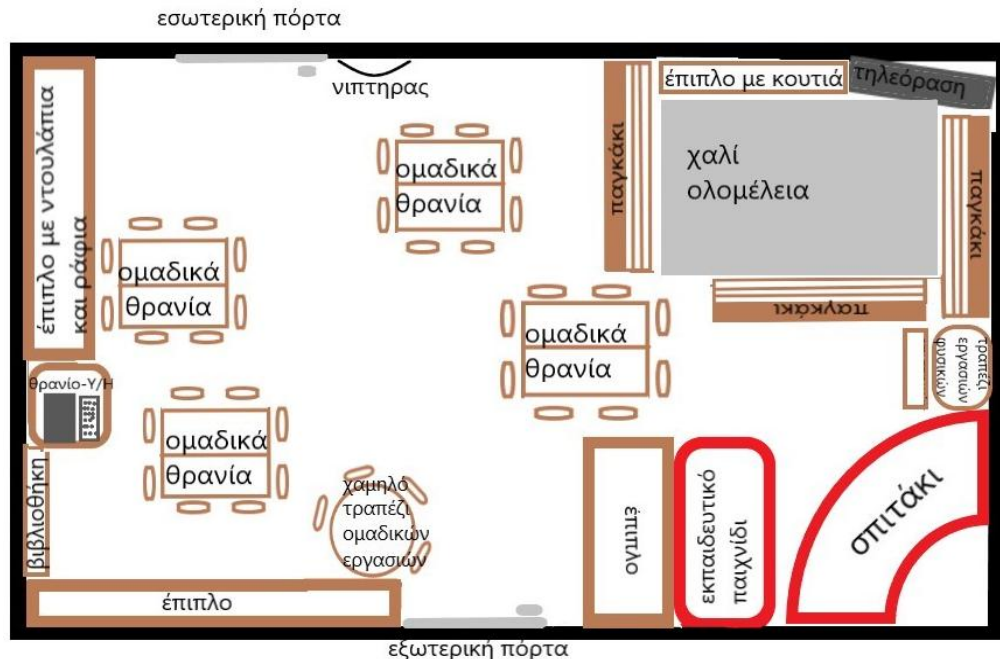 εσωτερική πόρτα
νιπτηρας
έπιπλο με κουτιά
τηλεόραση
έπιπλο με ντουλάπια
και ράφια
ομαδικά
θρανία
παγκάκι
χαλί
ολομέλεια
παγκάκι
ομαδικά
θρανία
παγκάκι
ομαδικά
θρανία
τραπέζι
εργασιών
φυσικών
θρανίο-Υ/Η
ομαδικά
θρανία
βιβλιοθήκη
χαμηλό
τραπέζι
ομαδικών
εργασιών
έπιπλο
εκπαιδευτικό
παιχνίδι
σπιτάκι
έπιπλο
εξωτερική πόρτα